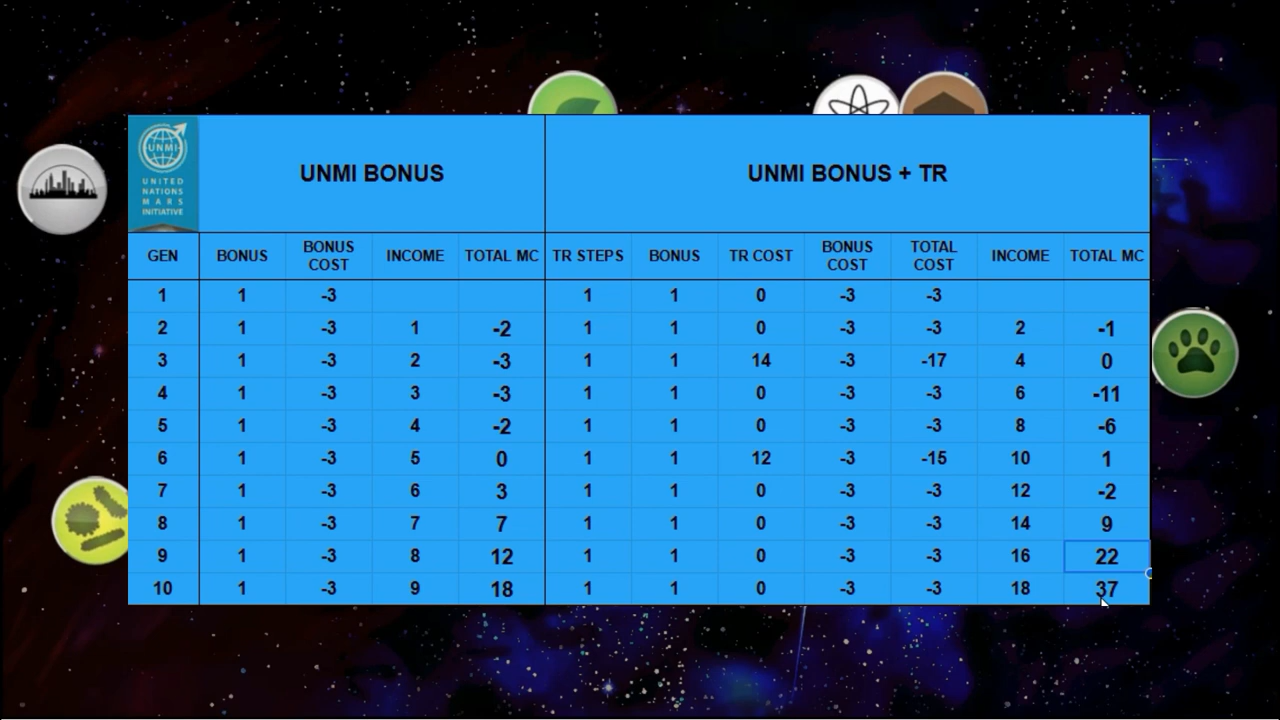 UNMI
UNITED
NATIONS
MARS
INITIATIVE
UNMI BONUS
UNMI BONUS + TR
GEN BONUS BONUS COST INCOME TOTAL MC TR STEPS BONUS TR COST BONUS COST TOTAL COST INCOME TOTAL MC
1 1 -3 1 1 0 -3 -3
2 1 -3 1 -2 1 1 0 -3 -3 2 -1
3 1 -3 2 -3 1 1 14 -3 -17 4 0
4 1 -3 3 -3 1 1 0 -3 -3 6 -11
5 1 -3 4 -2 1 1 0 -3 -3 8 -6
6 1 -3 5 0 1 1 12 -3 -15 10 1
7 1 -3 6 3 1 1 0 -3 -3 12 -2
8 1 -3 7 7 1 1 0 -3 -3 14 9
9 1 -3 8 12 1 1 0 -3 -3 16 22
10 1 -3 9 18 1 1 0 -3 -3 18 37